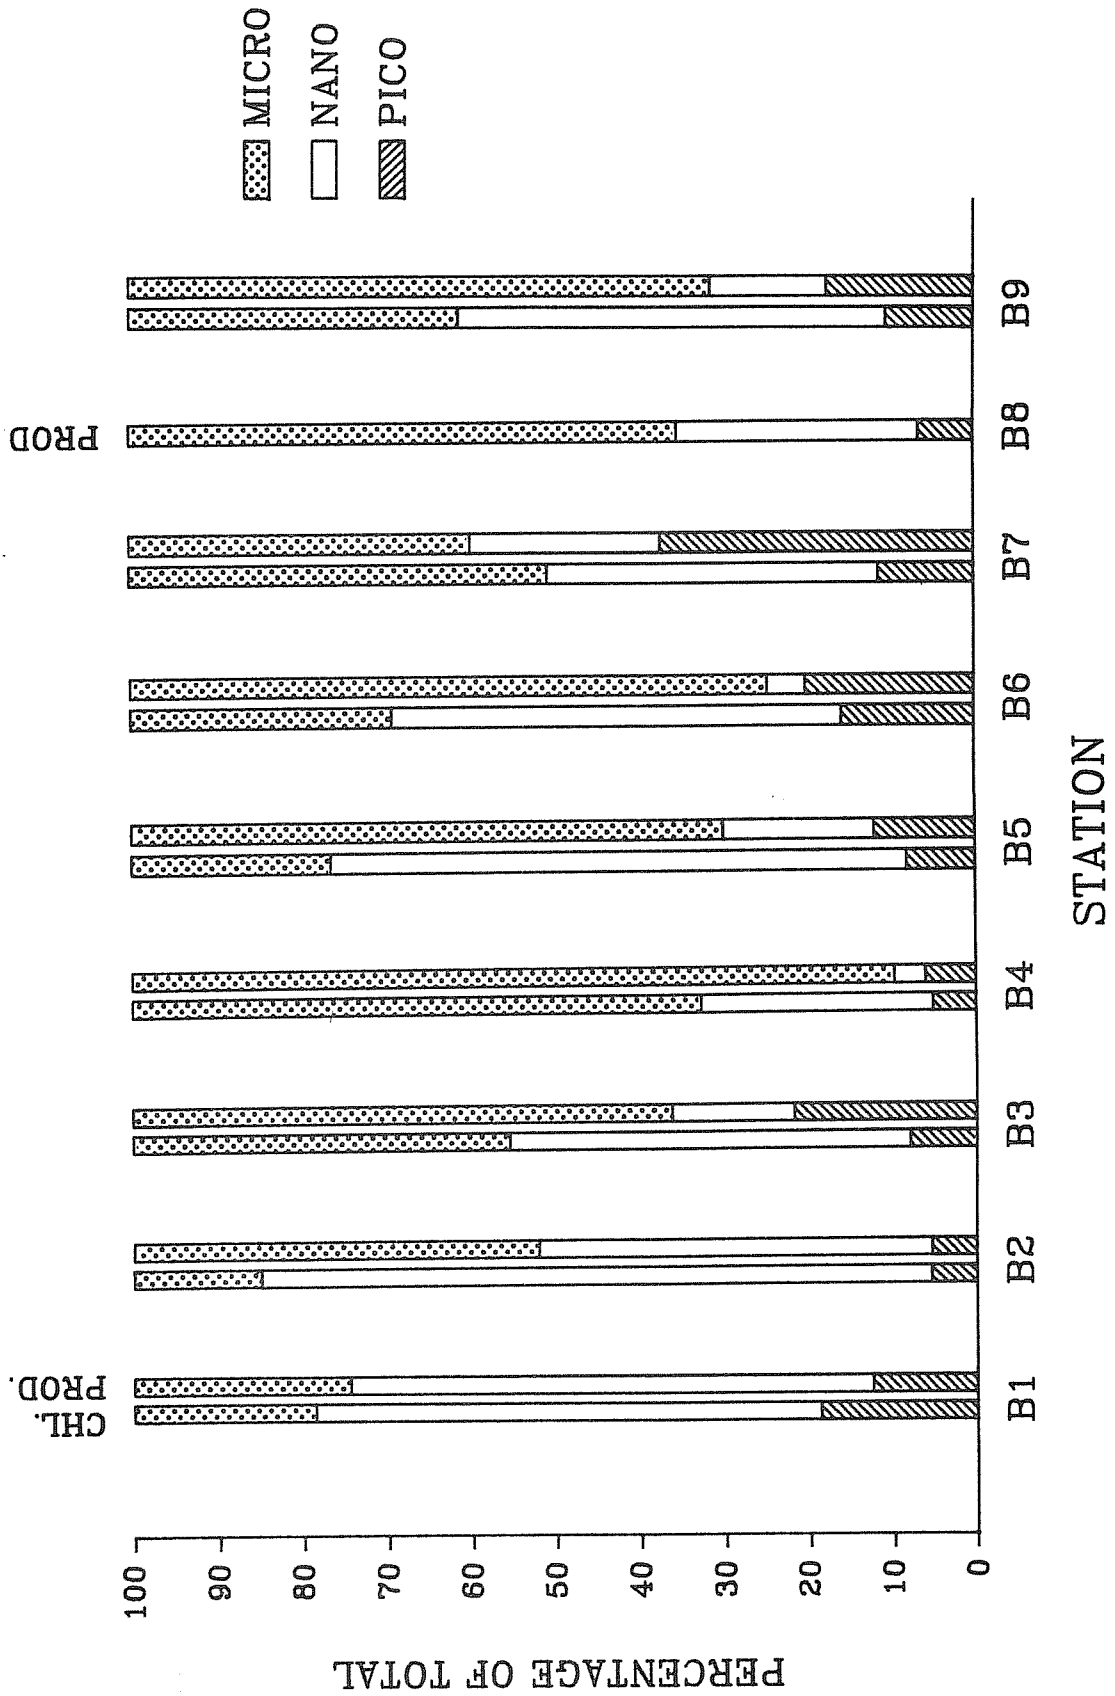 PERCENTAGE OF TOTAL
100
90
80
70
60
50
40
30
20
10
0
CHL.
PROD.
PROD
MICRO
NANO
PICO
B1
B2
B3
B4
B5
B6
B7
B8
B9
STATION